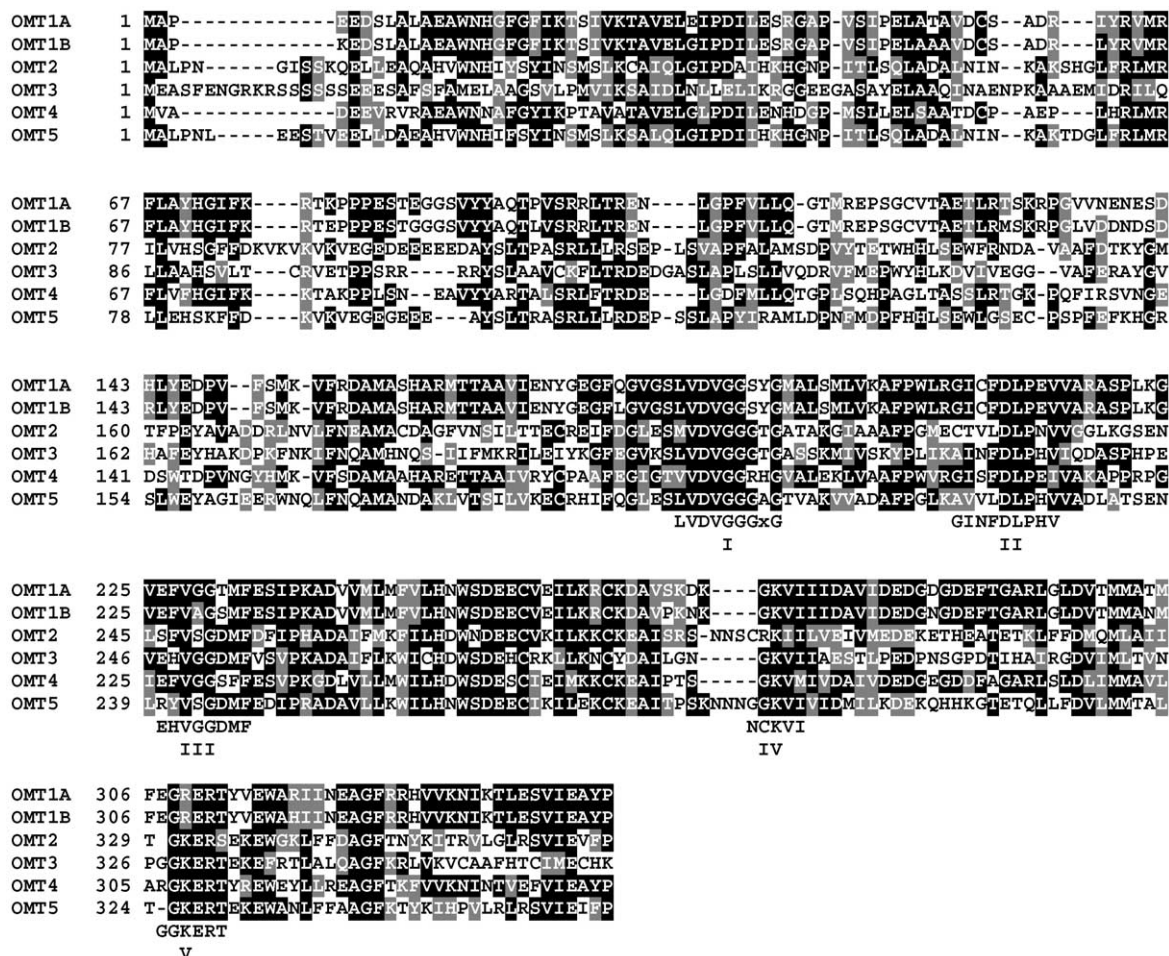 OMT1A 1 MAP-------------EEDSLALAEAWNHGFGFIKTSIVKTAVELEIPDILESRGAP-VSIPELATAVDCS--ADR---IYRVMR
OMT1B 1 MAP-------------KEDSLALAEAWNHGFGFIKTSIVKTAVELGIPDILESRGAP-VSIPELAAAVDCS--ADR---LYRVMR
OMT2 1 MALPN------GISSKQELLEAQAHVWNHIYSYINSMSLKCAIQLGIPDAIHKHGNP-ITLSQLADALNIN--KAKSHGLFRLMR
OMT3 1 MEASFENGRKRSSSSSSEEESAFSFAMELAAGSVLPMVIKSAIDLNLLELIKRGGEEGASAYELAAQINAENPKAAAEMIDRILQ
OMT4 1 MVA-------------DEEVRVRAEAWNNAFGYIKPTAVATAVELGLPDILENHDGP-MSLLELSAATDCP---AEP--LHRLMR
OMT5 1 MALPNL------EESTVEELLDAEAHVWNHIFSYINSMSLKSALQLGIPDIIHKHGNP-ITLSQLADALNIN--KAKTDGLFRLMR
OMT1A 67 FLAYHGIFK----RTKPPPESTEGGSVYYAQTPVSRRLTREN----LGPFVLLQ-GTMREPSGCVTAETLRTSKRPGVVNENESD
OMT1B 67 FLAYHGIFK----RTEPPPESTGGGSVYYAQTLVSRRLTREN----LGPFVLLQ-GTMREPSGCVTAETLRMSKRPGLVDDNDSD
OMT2 77 ILVHSGFFDKVKVKVKVEGEDEEEEEDAYSLTPASRLLLRSEP-LSVAPFALAMSDPVYTETWHHLSEWFRNDA-VAAFDTKYGM
OMT3 86 LLAAHSVLT----CRVETPPSRR----RRYSLAAVCKFLTRDEDGASLAPLSLLVQDRVFMEPWYHLKDVIVEGG--VAFERAYGV
OMT4 67 FLVFHGIFK----KTAKPPLSN--EAVYYARTALSRLFTRDE----LGDFMLLQTGPLSQHPAGLTASSLRTGK-PQFIRSVNGE
OMT5 78 LLEHSKFFD----KVKVEGEGEEE---AYSLTRASRLLLRDEP-SSLAPYIRAMLDPNFMDPFHHLSEWLGSEC-PSPFEFKHGR
OMT1A 143 HLYEDPV--FSMK-VFRDAMASHARMTTAAVIENYGEGFQGVGSLVDVGGSYGMALSMLVKAFPWLRGICFDLPEVVARASPLKG
OMT1B 143 RLYEDPV--FSMK-VFRDAMASHARMTTAAVIENYGEGFLGVGSLVDVGGSYGMALSMLVKAFPWLRGICFDLPEVVARASPLKG
OMT2 160 TFPEYAVADDRLNVLFNEAMACDAGFVNSILTTECREIFDGLESMVDVGGGTGATAKGIAAAFPGMECTVLDLPNVVGGLKGSEN
OMT3 162 HAFEYHAKDPKFNKIFNQAMHNQS-IIFMKRILEIYKGFEGVKSLVDVGGGTGASSKMIVSKYPLIKAINFDLPHVIQDASPHPE
OMT4 141 DSWTDPVNGYHMK-VFSDAMAAHARETTAAIVRYCPAAFEGIGTVVDVGGRHGVALEKLVAAFPWVRGISFDLPEIVAKAPPRPG
OMT5 154 SLWEYAGIEERWNQLFNQAMANDAKLVTSILVKECRHIFQGLESLVDVGGGAGTVAKVVADAFPGLKAVVLDLPHVVADLATSEN
LVDVGGGxG GINFDLPHV
I II
OMT1A 225 VEFVGGTMFESIPKADVVMLMFVLHNWSDEECVEILKRCKDAVSKDK----GKVIIIDAVIDEDGDGDEFTGARLGLDVTMMATM
OMT1B 225 VEFVAGSMFESIPKADVVMLMFVLHNWSDEECVEILKRCKDAVPKNK----GKVIIIDAVIDEDGNGDEFTGARLGLDVTMMANM
OMT2 245 LSFVSGDMFDFIPHADAIFMKFILHDWNDEECVKILKKCKEAISRS-NNSCRKIILVEIVMEDEKETHEATETKLFFDMQMLAII
OMT3 246 VEHVGGDMFVSVPKADAIFLKWICHDWSDEHCRKLLKNCYDAILGN-----GKVIIAESTLPEDPNSGPDTIHAIRGDVIMLTVN
OMT4 225 IEFVGGSFFESVPKGDLVLLMWILHDWSDESCIEIMKKCKEAIPTS-----GKVMIVDAIVDEDGEGDDFAGARLSLDLIMMAVL
OMT5 239 LRYVSGDMFEDIPRADAVLLKWILHNWSDEECIKILEKCKEAITPSKNNNGGKVIVIDMILKDEKQHHKGTETQLLFDVLMMTAL
EHVGGDMF NCKVI
III IV
OMT1A 306 FEGRERTYVEWARIINEAGFRRHVVKNIKTLESVIEAYP
OMT1B 306 FEGRERTYVEWAHIINEAGFRRHVVKNIKTLESVIEAYP
OMT2 329 T-GKERSEKEWGKLFFDAGFTNYKITRVLGLRSVIEVFP
OMT3 326 PGGKERTEKEFRTLALQAGFKRLVKVCAAFHTCIMECHK
OMT4 305 ARGKERTYREWEYLLREAGFTKFVVKNINTVEFVIEAYP
OMT5 324 T-GKERTEKEWANLFFAAGFKTYKIHPVLRLRSVIEIFP
GGKERT
V